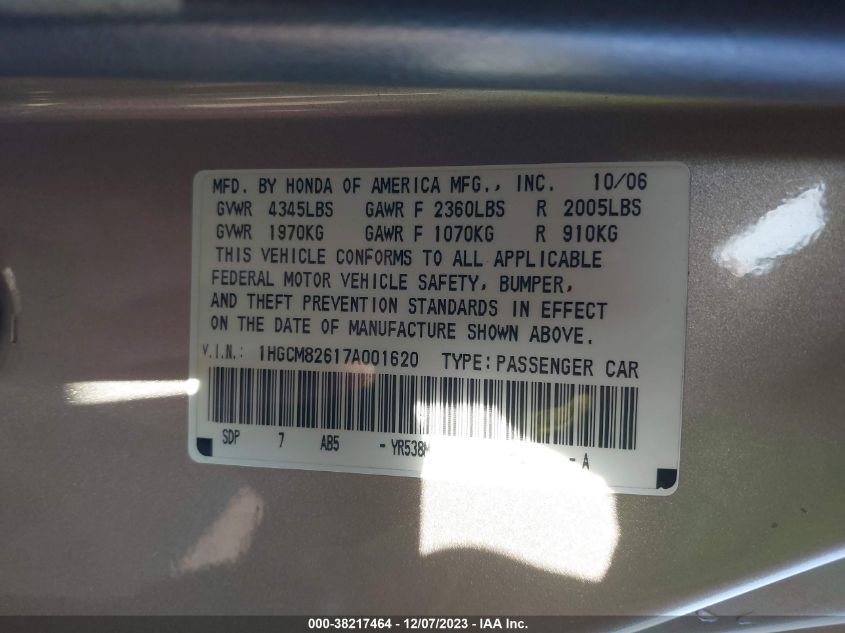 MFD. BY HONDA OF AMERICA MFG., INC. 10/06
GVWR 4345LBS GAWR F 2360LBS R 2005LBS
GVWR 1970KG GAWR F 1070KG R 910KG
THIS VEHICLE CONFORMS TO ALL APPLICABLE
FEDERAL MOTOR VEHICLE SAFETY, BUMPER,
AND THEFT PREVENTION STANDARDS IN EFFECT
ON THE DATE OF MANUFACTURE SHOWN ABOVE.
V.I.N.: 1HGCM82617A001620 TYPE:PASSENGER CAR
SDP 7 AB5 - YR538M - A
000-38217464 - 12/07/2023 - IAA Inc.